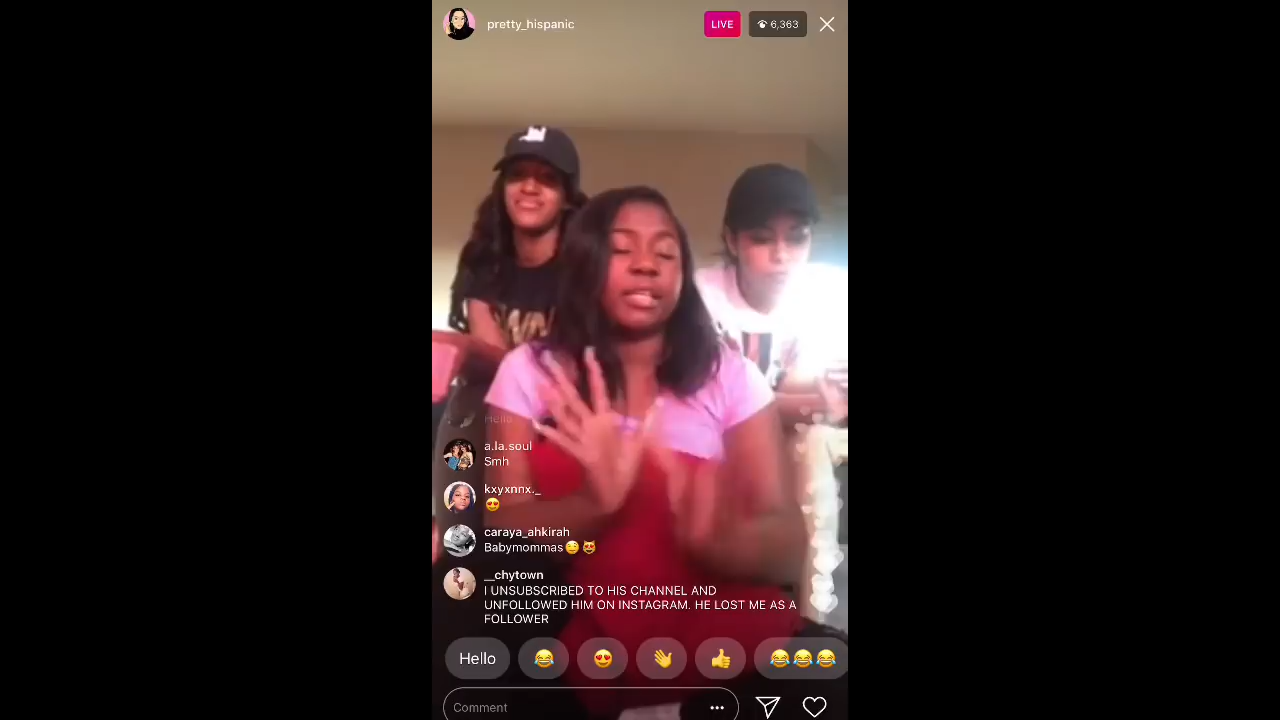 pretty_hispanic
LIVE
6,363
Hello
a.la.soul
Smh
kxyxnnx._
😍
caraya_ahkirah
Babymommas😏😻
__chytown
I UNSUBSCRIBED TO HIS CHANNEL AND
UNFOLLOWED HIM ON INSTAGRAM. HE LOST ME AS A
FOLLOWER
Hello 😂 😍 👋 👍 😂😂😂
Comment